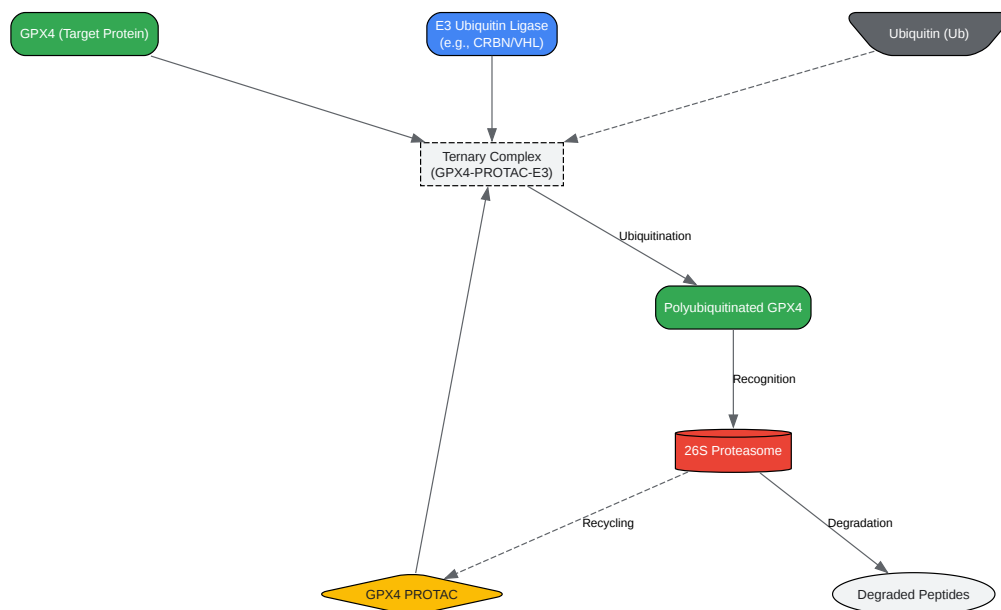 GPX4 (Target Protein)
E3 Ubiquitin Ligase
(e.g., CRBN/VHL)
Ubiquitin (Ub)
Ternary Complex
(GPX4-PROTAC-E3)
Ubiquitination
Polyubiquitinated GPX4
Recognition
26S Proteasome
Recycling
Degradation
GPX4 PROTAC
Degraded Peptides